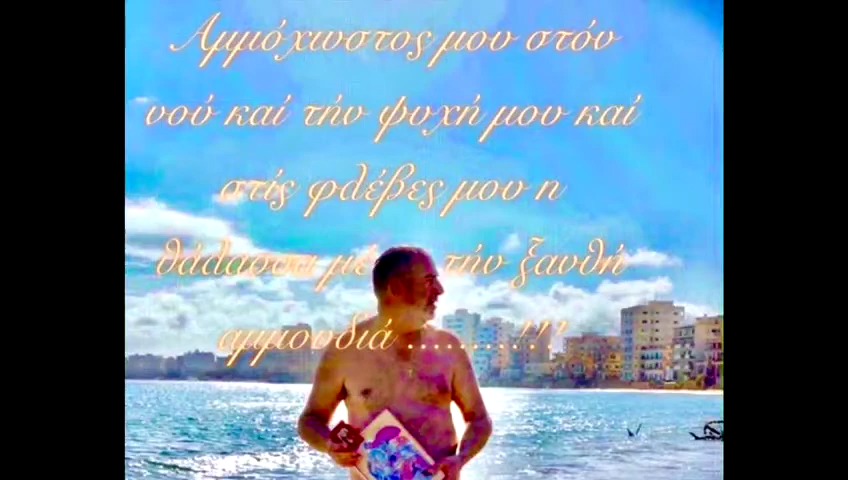 Αμμόχωστος μου στόν
νού καί τήν ψυχή μου καί
στίς φλέβες μου η
θάλασσα μέ τήν ξανθή
αμμουδιά .........!!!